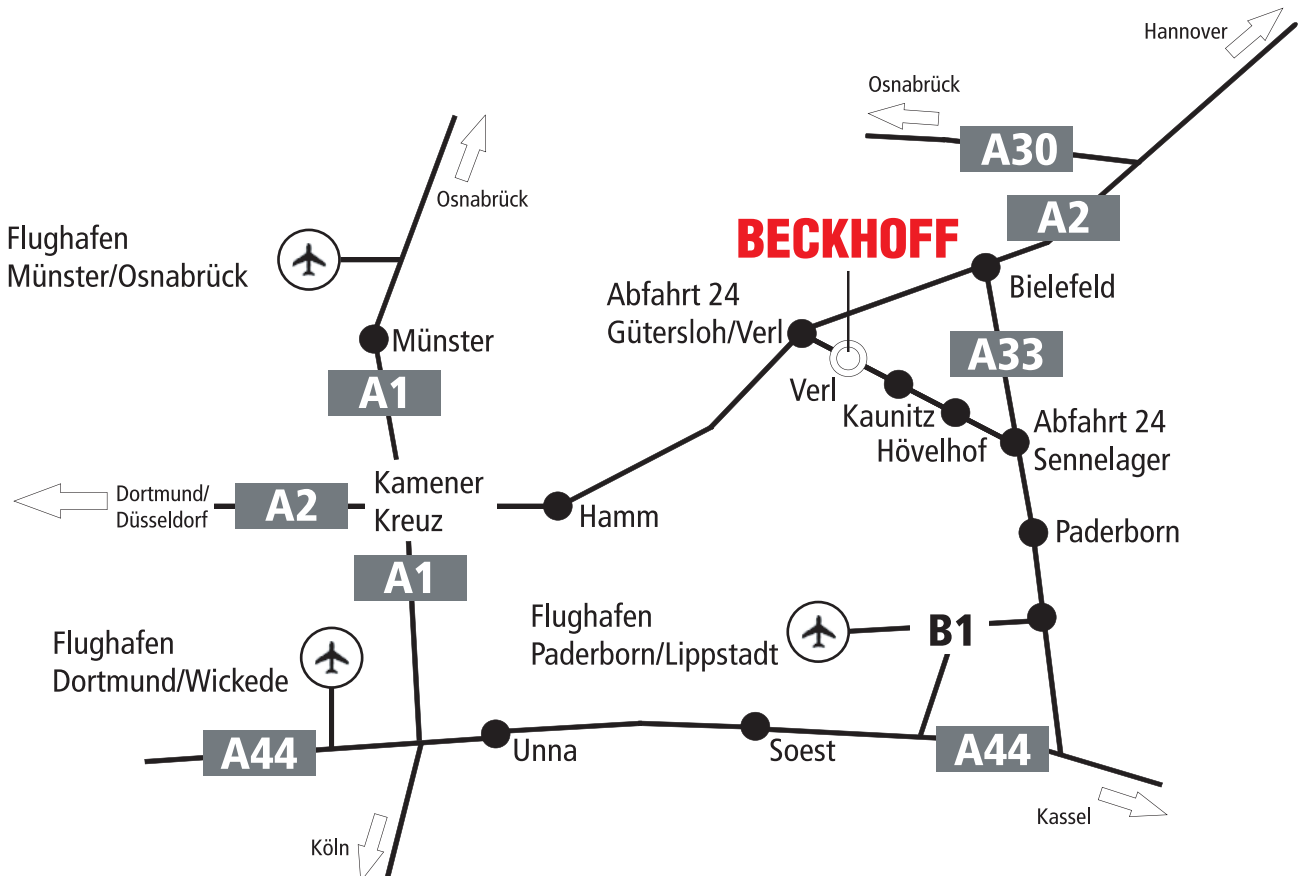 Hannover
Osnabrück
A30
Osnabrück
A2
BECKHOFF
Flughafen
Münster/Osnabrück
Bielefeld
Abfahrt 24
Gütersloh/Verl
Münster
A33
A1
Verl
Kaunitz
Hövelhof
Abfahrt 24
Sennelager
Kamener
Kreuz
Dortmund/
Düsseldorf
A2
Hamm
Paderborn
A1
Flughafen
Paderborn/Lippstadt
B1
Flughafen
Dortmund/Wickede
A44
Unna
Soest
A44
Kassel
Köln